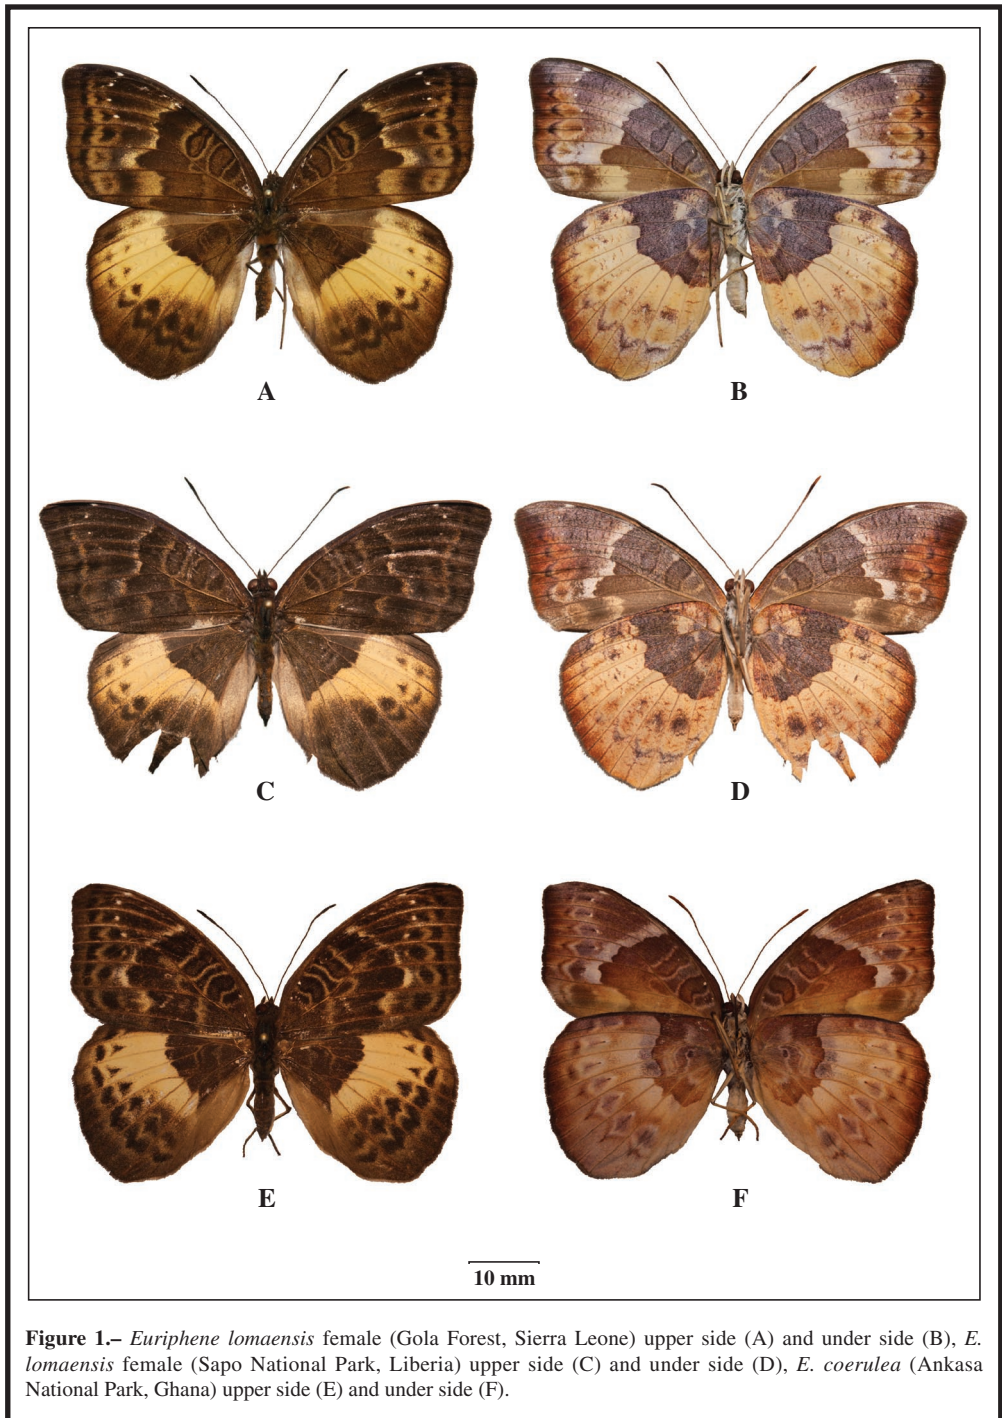 A
B
C
D
E
F
10 mm
Figure 1.– Euriphene lomaensis female (Gola Forest, Sierra Leone) upper side (A) and under side (B), E.
lomaensis female (Sapo National Park, Liberia) upper side (C) and under side (D), E. coerulea (Ankasa
National Park, Ghana) upper side (E) and under side (F).